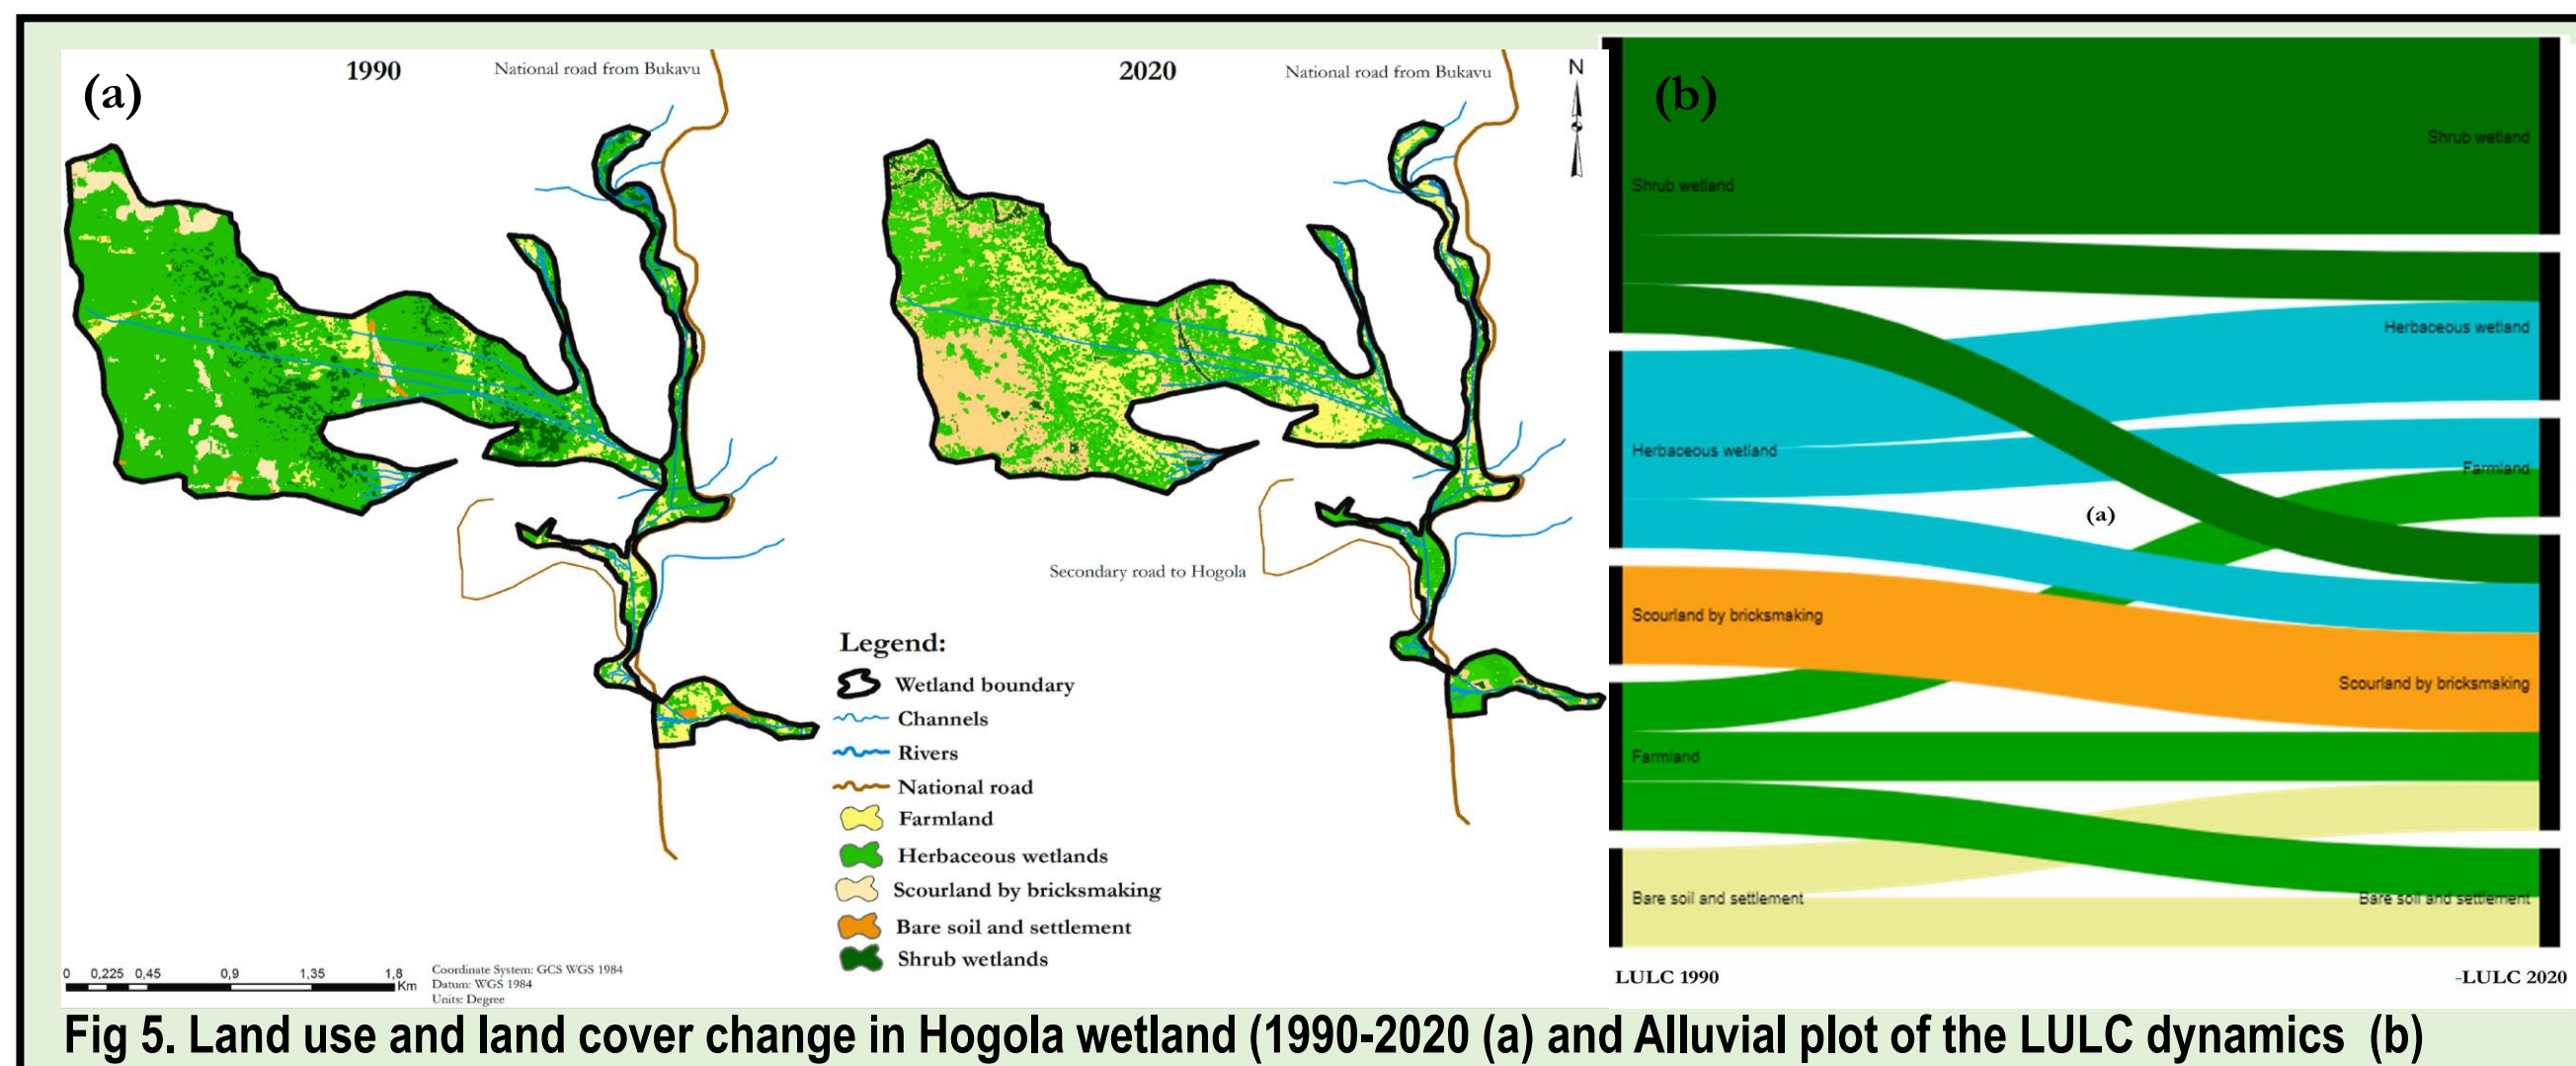 (a)
1990
National road from Bukavu
2020
National road from Bukavu
N
Secondary road to Hogola
Legend:
Wetland boundary
Channels
Rivers
National road
Farmland
Herbaceous wetlands
Scourland by bricksmaking
Bare soil and settlement
Shrub wetlands
0 0,225 0,45 0,9 1,35 1,8
Km
Coordinate System: GCS WGS 1984
Datum: WGS 1984
Units: Degree
(b)
Shrub wetland
Shrub wetland
Herbaceous wetland
Herbaceous wetland
Farmland
(a)
Scourland by bricksmaking
Scourland by bricksmaking
Farmland
Bare soil and settlement
Bare soil and settlement
LULC 1990
-LULC 2020
Fig 5. Land use and land cover change in Hogola wetland (1990-2020 (a) and Alluvial plot of the LULC dynamics (b)